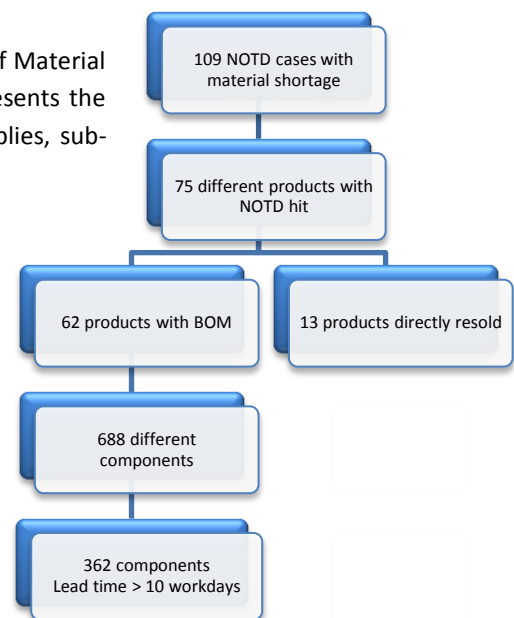 f Material
esents the
plies, sub-
109 NOTD cases with
material shortage
75 different products with
NOTD hit
62 products with BOM
13 products directly resold
688 different
components
362 components
Lead time > 10 workdays